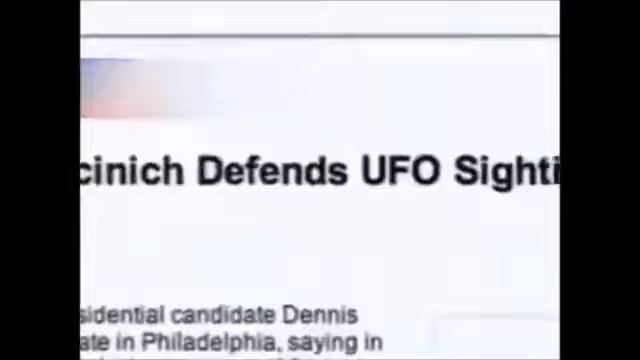 cinich Defends UFO Sighti
sidential candidate Dennis
ate in Philadelphia, saying in